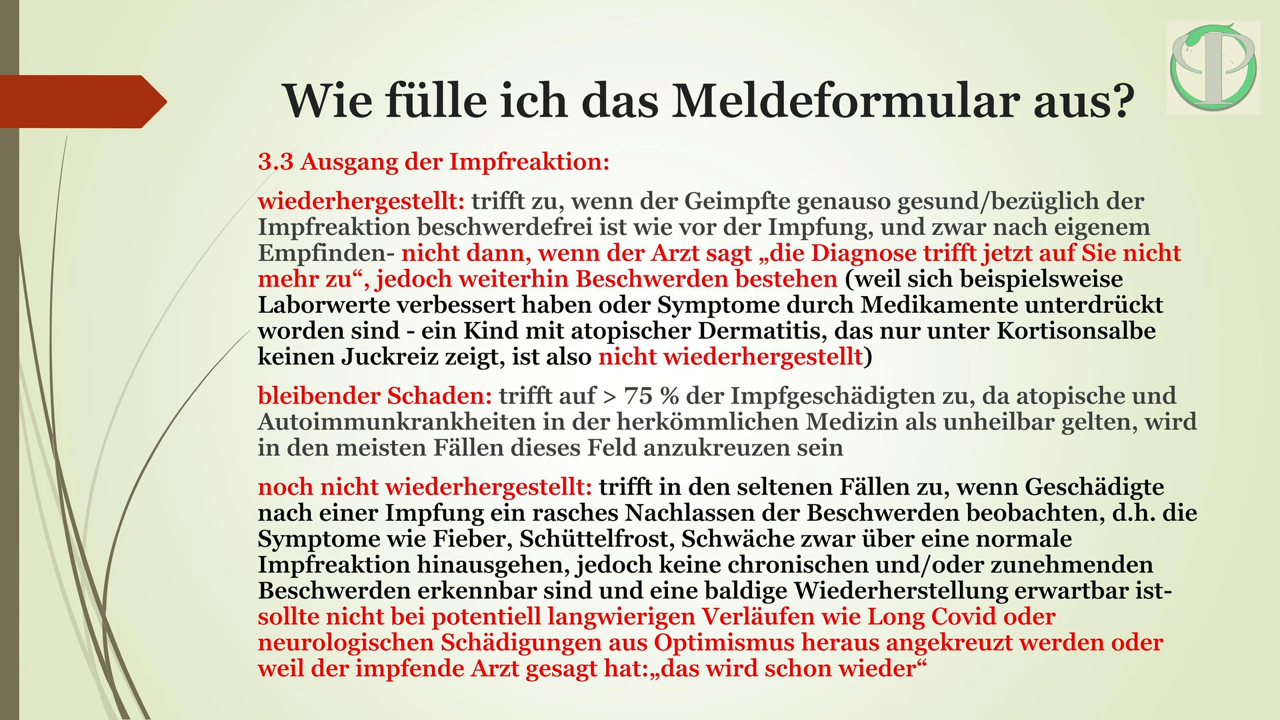 Wie fülle ich das Meldeformular aus?
3.3 Ausgang der Impfreaktion:
wiederhergestellt: trifft zu, wenn der Geimpfte genauso gesund/bezüglich der
Impfreaktion beschwerdefrei ist wie vor der Impfung, und zwar nach eigenem
Empfinden- nicht dann, wenn der Arzt sagt „die Diagnose trifft jetzt auf Sie nicht
mehr zu“, jedoch weiterhin Beschwerden bestehen (weil sich beispielsweise
Laborwerte verbessert haben oder Symptome durch Medikamente unterdrückt
worden sind - ein Kind mit atopischer Dermatitis, das nur unter Kortisonsalbe
keinen Juckreiz zeigt, ist also nicht wiederhergestellt)
bleibender Schaden: trifft auf > 75 % der Impfgeschädigten zu, da atopische und
Autoimmunkrankheiten in der herkömmlichen Medizin als unheilbar gelten, wird
in den meisten Fällen dieses Feld anzukreuzen sein
noch nicht wiederhergestellt: trifft in den seltenen Fällen zu, wenn Geschädigte
nach einer Impfung ein rasches Nachlassen der Beschwerden beobachten, d.h. die
Symptome wie Fieber, Schüttelfrost, Schwäche zwar über eine normale
Impfreaktion hinausgehen, jedoch keine chronischen und/oder zunehmenden
Beschwerden erkennbar sind und eine baldige Wiederherstellung erwartbar ist-
sollte nicht bei potentiell langwierigen Verläufen wie Long Covid oder
neurologischen Schädigungen aus Optimismus heraus angekreuzt werden oder
weil der impfende Arzt gesagt hat:„das wird schon wieder“